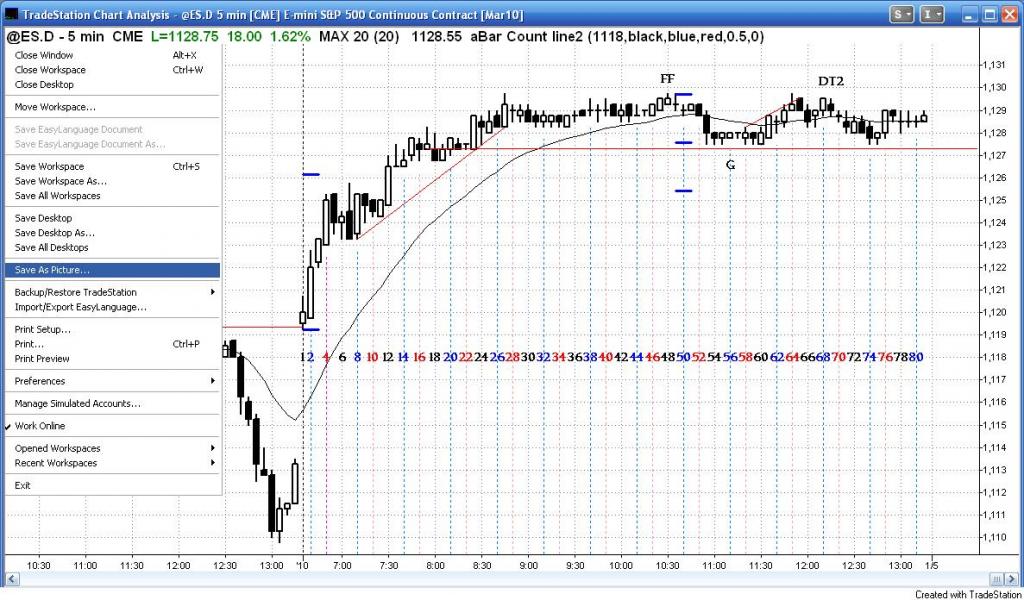 TradeStation Chart Analysis - @ES.D 5 min [CME] E-mini S&P 500 Continuous Contract [Mar10]
@ES.D - 5 min CME L=1128.75 18.00 1.62% MAX 20 (20) 1128.55 aBar Count line2 (1118,black,blue,red,0.5,0)
Close Window Alt+X
Close Workspace Ctrl+W
Close Desktop
Move Workspace...
Save EasyLanguage Document
Save EasyLanguage Document As...
Save Workspace Ctrl+S
Save Workspace As...
Save All Workspaces
Save Desktop
Save Desktop As...
Save All Desktops
Save As Picture...
Backup/Restore TradeStation
Import/Export EasyLanguage...
Print Setup...
Print... Ctrl+P
Print Preview
Preferences
Manage Simulated Accounts...
Work Online
Opened Workspaces
Recent Workspaces
Exit
S
I
FF
DT2
G
1 2 4 6 8 10 12 14 16 18 20 22 24 26 28 30 32 34 36 38 40 42 44 46 48 50 52 54 56 58 60 62 64 66 68 70 72 74 76 78 80
1,131
1,130
1,129
1,128
1,127
1,126
1,125
1,124
1,123
1,122
1,121
1,120
1,119
1,118
1,117
1,116
1,115
1,114
1,113
1,112
1,111
1,110
10:30 11:00 11:30 12:00 12:30 13:00 '10 7:00 7:30 8:00 8:30 9:00 9:30 10:00 10:30 11:00 11:30 12:00 12:30 13:00 1/5
Created with TradeStation